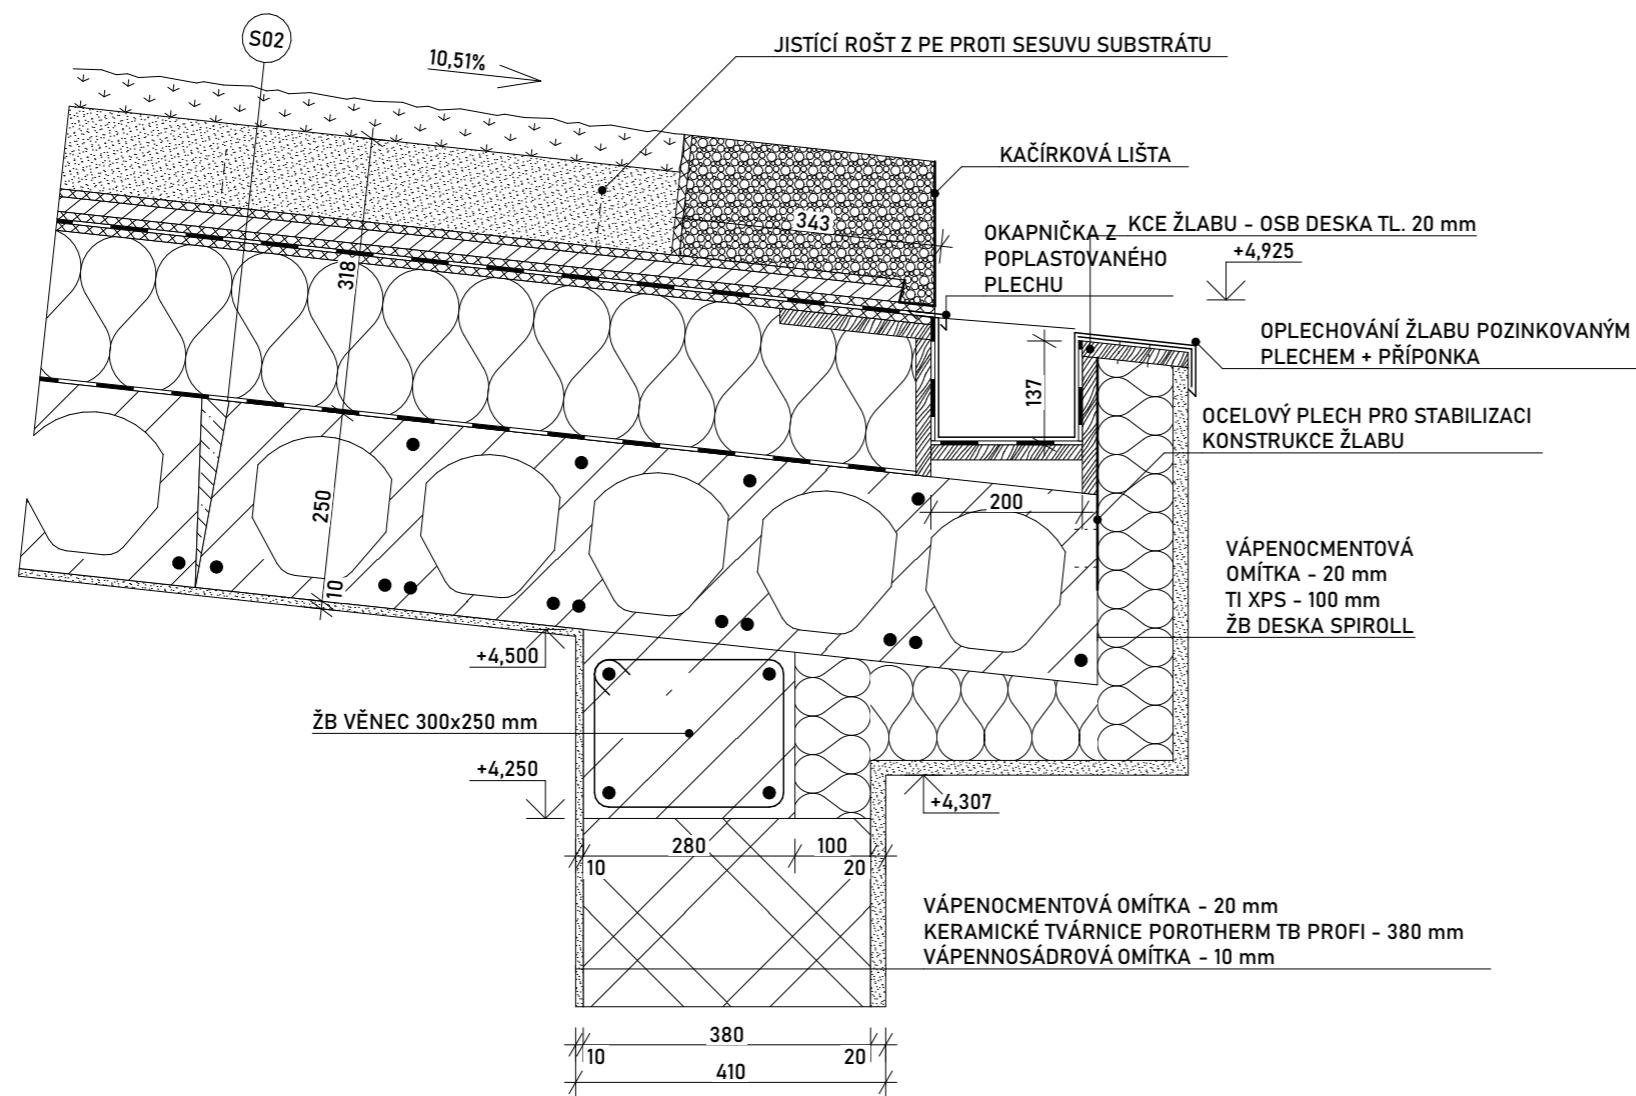 S02
10,51%
JISTÍCÍ ROŠT Z PE PROTI SESUVU SUBSTRÁTU
KAČÍRKOVÁ LIŠTA
343
OKAPNIČKA Z
POPLASTOVANÉHO
PLECHU
KCE ŽLABU - OSB DESKA TL. 20 mm
+4,925
318
OPLECHOVÁNÍ ŽLABU POZINKOVANÝM
PLECHEM + PŘÍPONKA
137
OCELOVÝ PLECH PRO STABILIZACI
KONSTRUKCE ŽLABU
250
200
10
VÁPENOCMENTOVÁ
OMÍTKA - 20 mm
TI XPS - 100 mm
ŽB DESKA SPIROLL
+4,500
ŽB VĚNEC 300x250 mm
+4,250
+4,307
280
100
10
20
VÁPENOCMENTOVÁ OMÍTKA - 20 mm
KERAMICKÉ TVÁRNICE POROTHERM TB PROFI - 380 mm
VÁPENNOSÁDROVÁ OMÍTKA - 10 mm
380
10
20
410